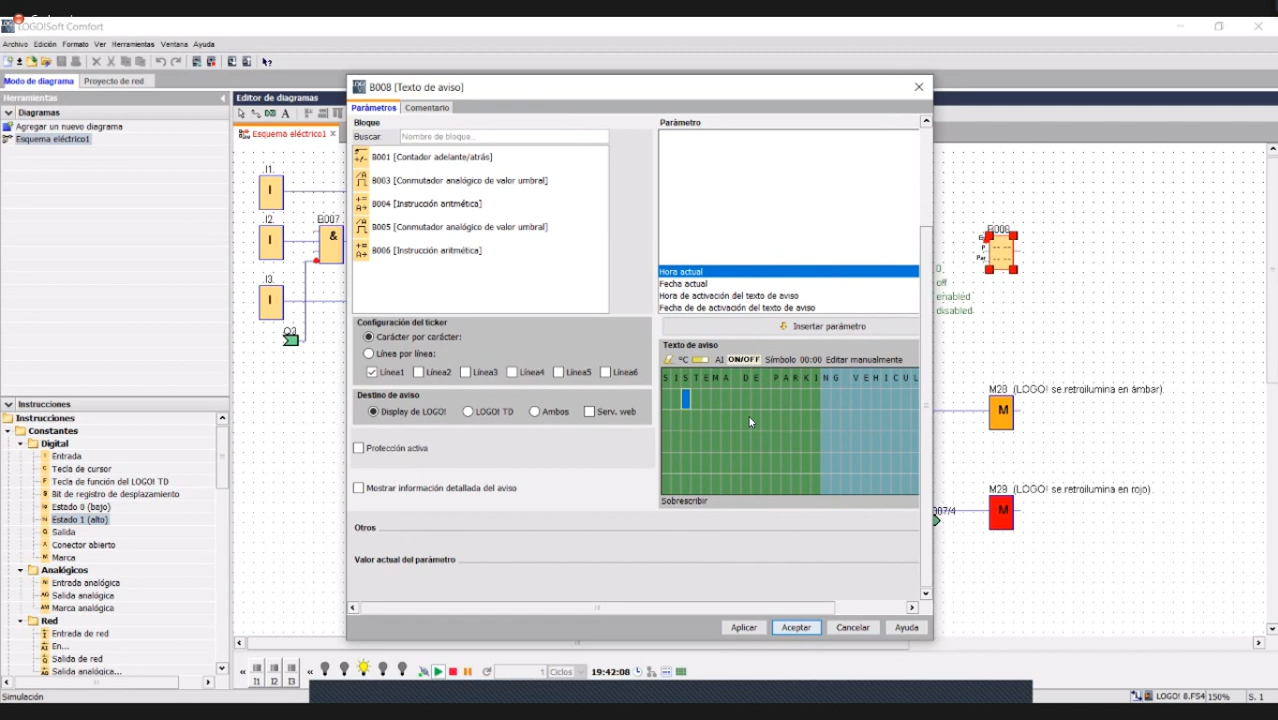 LOGO!Soft Comfort
Archivo Edición Formato Ver Herramientas Ventana Ayuda
Modo de diagrama Proyecto de red
Herramientas
Diagramas
Agregar un nuevo diagrama
Esquema eléctrico1
Editor de diagramas
Esquema eléctrico1
I1
I
I2
I
B007
&
I3
I
Q3
B008 [Texto de aviso]
Parámetros Comentario
Bloque
Buscar: Nombre de bloque...
B001 [Contador adelante/atrás]
B003 [Conmutador analógico de valor umbral]
B004 [Instrucción aritmética]
B005 [Conmutador analógico de valor umbral]
B006 [Instrucción aritmética]
Parámetro
Hora actual
Fecha actual
Hora de activación del texto de aviso
Fecha de de activación del texto de aviso
Insertar parámetro
Configuración del ticker
Carácter por carácter:
Línea por línea:
Línea1 Línea2 Línea3 Línea4 Línea5 Línea6
Destino de aviso
Display de LOGO! LOGO! TD Ambos Serv. web
Protección activa
Mostrar información detallada del aviso
Texto de aviso
°C AI ON/OFF Símbolo 00:00 Editar manualmente
SISTEMA DE PARKING VEHICUL
Sobrescribir
Otros
Valor actual del parámetro
Aplicar Aceptar Cancelar Ayuda
B008
P
Par
0
off
enabled
disabled
M28 (LOGO! se retroilumina en ámbar)
M
M29 (LOGO! se retroilumina en rojo)
M
007/4
Instrucciones
Instrucciones
Constantes
Digital
Entrada
Tecla de cursor
Tecla de función del LOGO! TD
Bit de registro de desplazamiento
Estado 0 (bajo)
Estado 1 (alto)
Salida
Conector abierto
Marca
Analógicos
Entrada analógica
Salida analógica
Marca analógica
Red
Entrada de red
En...
Salida de red
Salida analógica...
I1 I2 I3
1 Ciclos 19:42:08
Simulación
LOGO! 8.FS4 150% S. 1